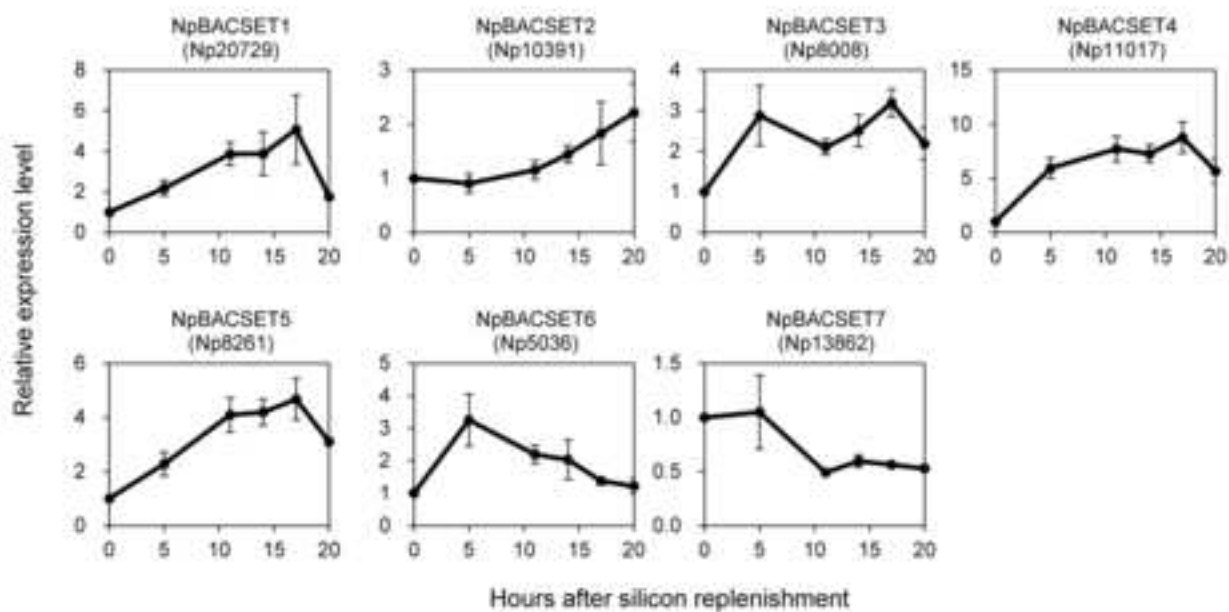 Relative expression level
NpBACSET1
(Np20729)
8
6
4
2
0
0 5 10 15 20
NpBACSET2
(Np10391)
3
2
1
0
0 5 10 15 20
NpBACSET3
(Np8008)
4
3
2
1
0
0 5 10 15 20
NpBACSET4
(Np11017)
15
10
5
0
0 5 10 15 20
NpBACSET5
(Np8261)
6
4
2
0
0 5 10 15 20
NpBACSET6
(Np5036)
5
4
3
2
1
0
0 5 10 15 20
NpBACSET7
(Np13862)
1.5
1.0
0.5
0.0
0 5 10 15 20
Hours after silicon replenishment